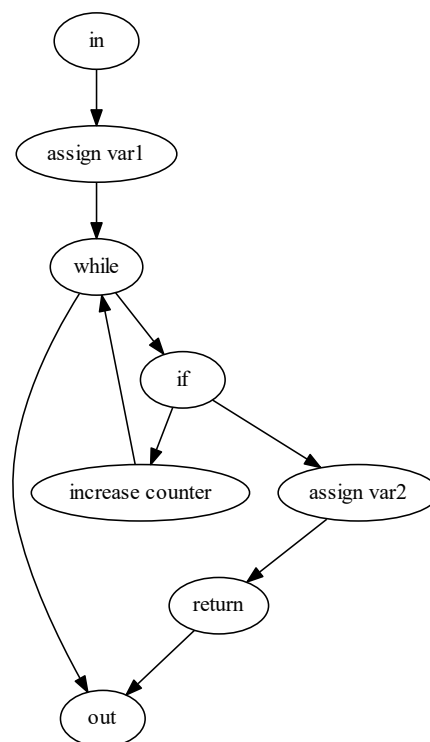 in
assign var1
while
if
increase counter
assign var2
return
out